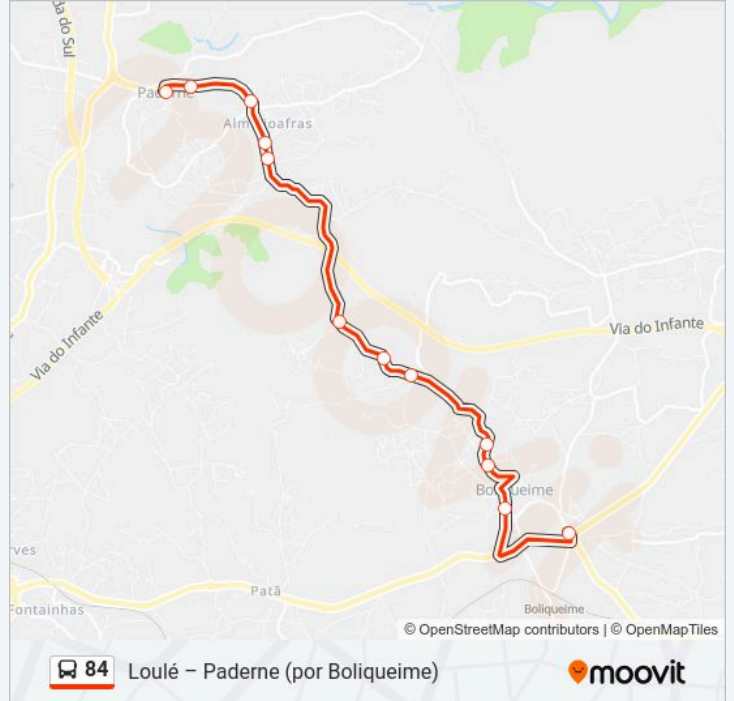 da do Sul
Paderne
Almeijoafras
Via do Infante
Via do Infante
Boliqueime
rves
Patã
Fontainhas
Boliqueime
© OpenStreetMap contributors | © OpenMapTiles
84 Loulé – Paderne (por Boliqueime)
moovit